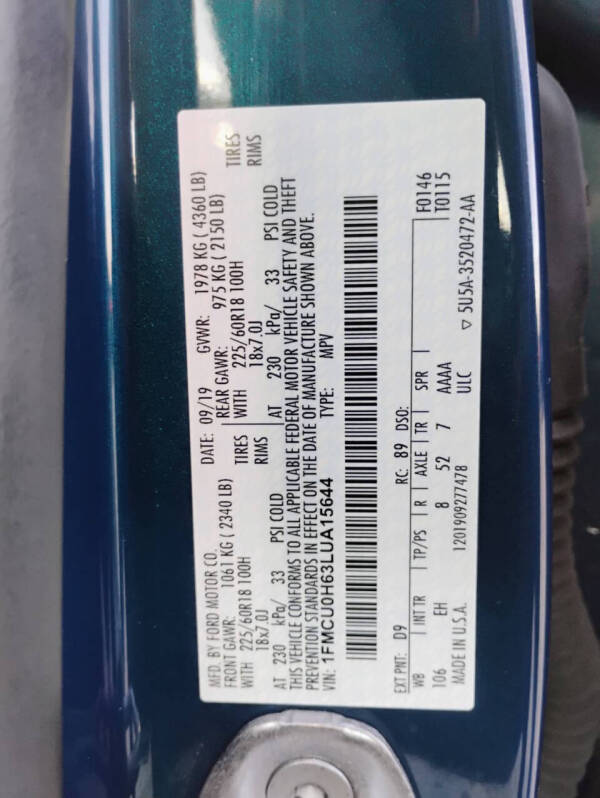 MFD. BY FORD MOTOR CO. DATE: 09/19 GVWR: 1978 KG ( 4360 LB)
FRONT GAWR: 1061 KG ( 2340 LB) REAR GAWR: 975 KG ( 2150 LB)
WITH 225/60R18 100H TIRES WITH 225/60R18 100H TIRES
18x7.0J RIMS 18x7.0J RIMS
AT 230 kPa/ 33 PSI COLD AT 230 kPa/ 33 PSI COLD
THIS VEHICLE CONFORMS TO ALL APPLICABLE FEDERAL MOTOR VEHICLE SAFETY AND THEFT
PREVENTION STANDARDS IN EFFECT ON THE DATE OF MANUFACTURE SHOWN ABOVE.
VIN: 1FMCU0H63LUA15644 TYPE: MPV
F0146
EXT PNT: D9 RC: 89 DSO: T0115
WB INT TR TP/PS R AXLE TR SPR
106 EH 8 52 7 AAAA
MADE IN U.S.A. 1201909277478 ULC ▽ 5U5A-3520472-AA